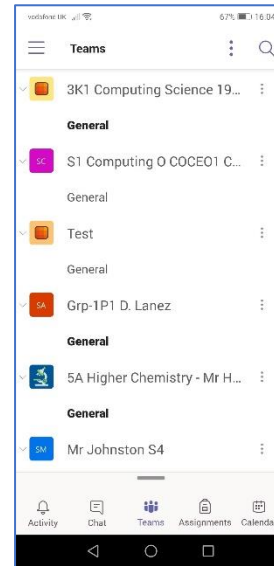 vodafone UK 67% 16:04
Teams
3K1 Computing Science 19...
General
SC S1 Computing O COCEO1 C...
General
Test
General
SA Grp-1P1 D. Lanez
General
5A Higher Chemistry - Mr H...
General
SM Mr Johnston S4
Activity Chat Teams Assignments Calenda